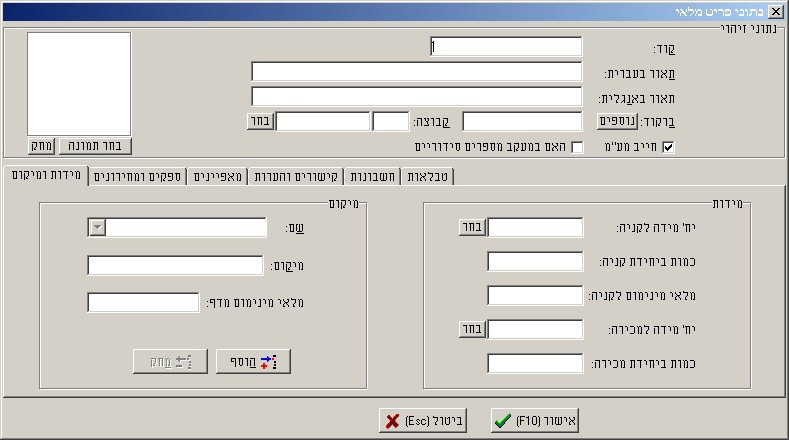 נתוני פריט מלאי
נתוני זיהוי
קוד:
תאור בעברית:
תאור באנגלית:
ברקוד: נוספים קבוצה: בחר
חייב מע"מ האם במעקב מספרים סידוריים
בחר תמונה מחק
טבלאות חשבונות קישורים והערות מאפיינים ספקים ומחירונים מידות ומיקום
מידות
יח' מידה לקניה: בחר
כמות ביחידת קניה:
מלאי מינימום לקניה:
יח' מידה למכירה: בחר
כמות ביחידת מכירה:
מיקום
שם:
מיקום:
מלאי מינימום מדף:
הוסף מחק
אישור (F10) ביטול (Esc)